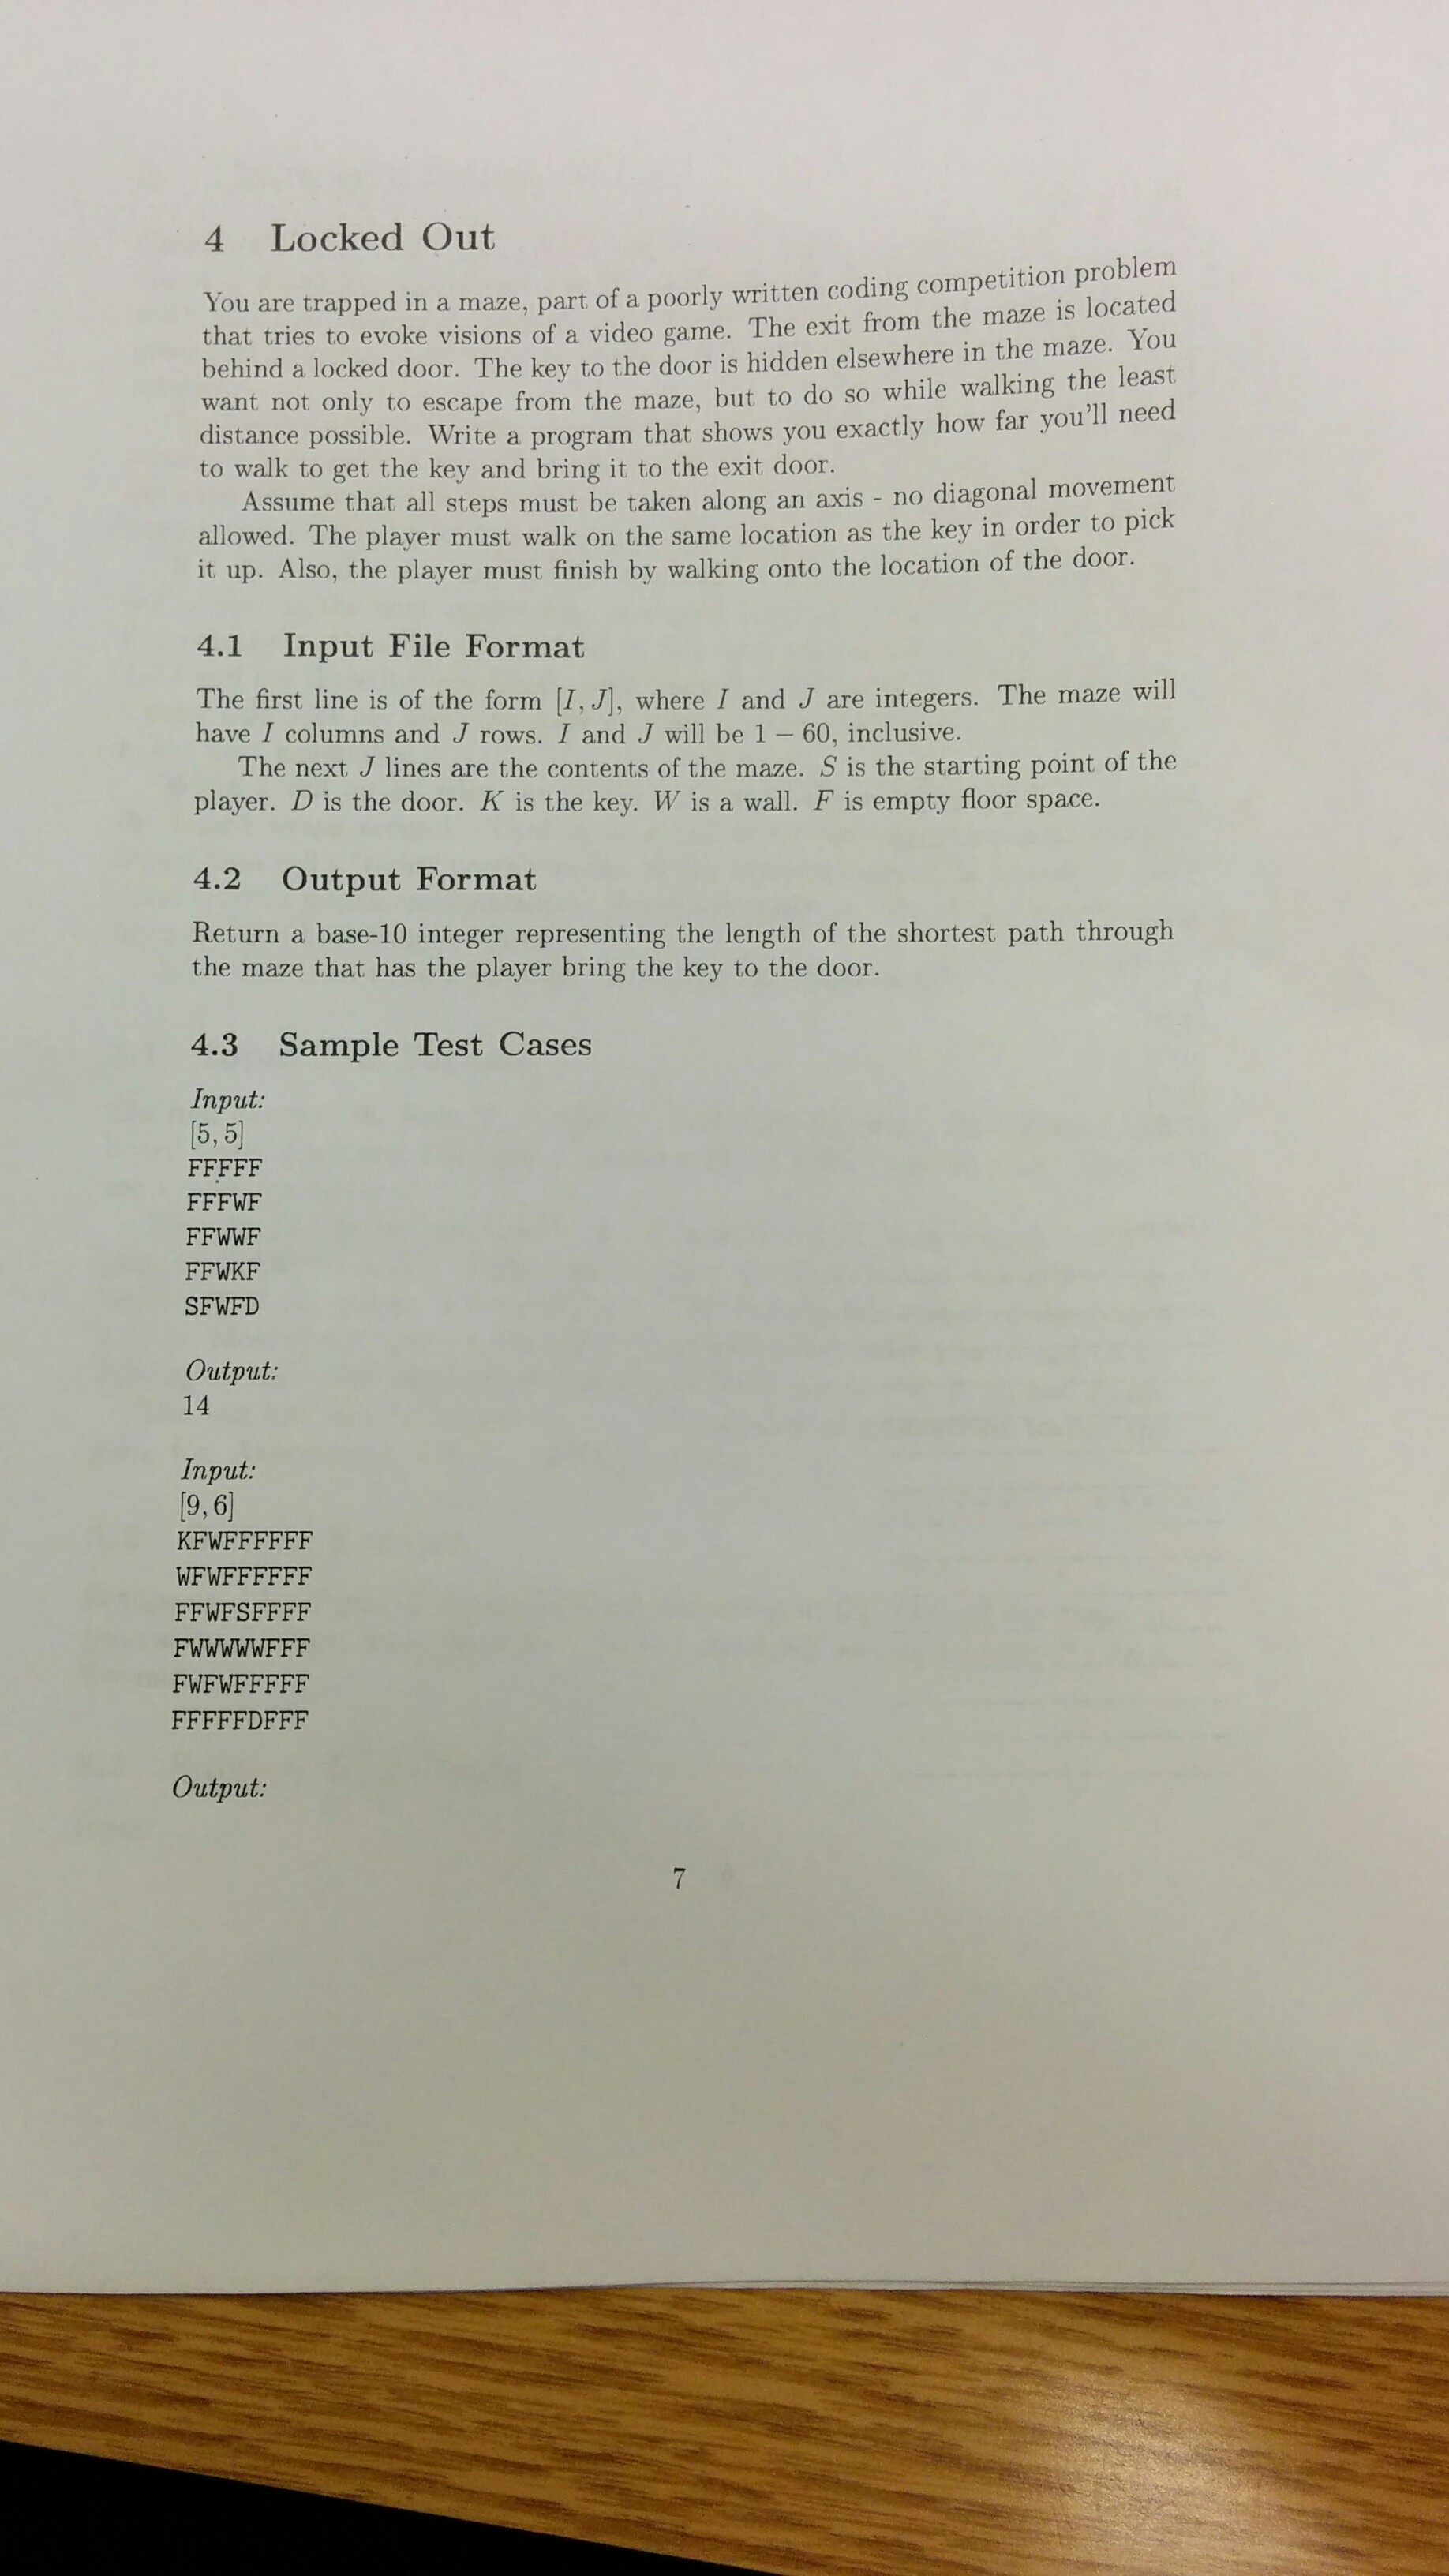 4 Locked Out
You are trapped in a maze, part of a poorly written coding competition problem
that tries to evoke visions of a video game. The exit from the maze is located
behind a locked door. The key to the door is hidden elsewhere in the maze. You
want not only to escape from the maze, but to do so while walking the least
distance possible. Write a program that shows you exactly how far you'll need
to walk to get the key and bring it to the exit door.
Assume that all steps must be taken along an axis - no diagonal movement
allowed. The player must walk on the same location as the key in order to pick
it up. Also, the player must finish by walking onto the location of the door.
4.1 Input File Format
The first line is of the form [I, J], where I and J are integers. The maze will
have I columns and J rows. I and J will be 1 – 60, inclusive.
The next J lines are the contents of the maze. S is the starting point of the
player. D is the door. K is the key. W is a wall. F is empty floor space.
4.2 Output Format
Return a base-10 integer representing the length of the shortest path through
the maze that has the player bring the key to the door.
4.3 Sample Test Cases
Input:
[5, 5]
FFFFF
FFFWF
FFWWF
FFWKF
SFWFD
Output:
14
Input:
[9, 6]
KFWFFFFFF
WFWFFFFFF
FFWFSFFFF
FWWWWWFFF
FWFWFFFFF
FFFFFDFFF
Output:
7